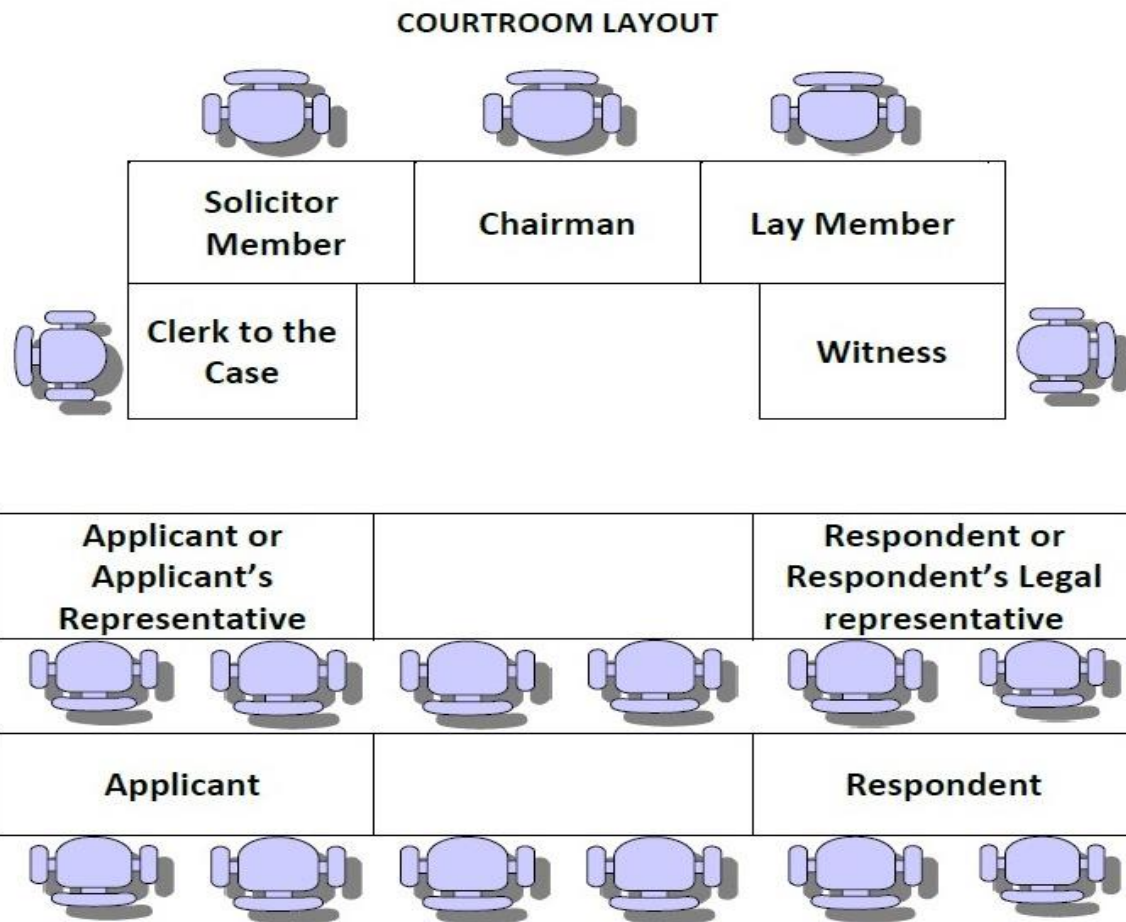 COURTROOM LAYOUT
Solicitor
Member
Chairman
Lay Member
Clerk to the
Case
Witness
Applicant or
Applicant’s
Representative
Respondent or
Respondent’s Legal
representative
Applicant
Respondent